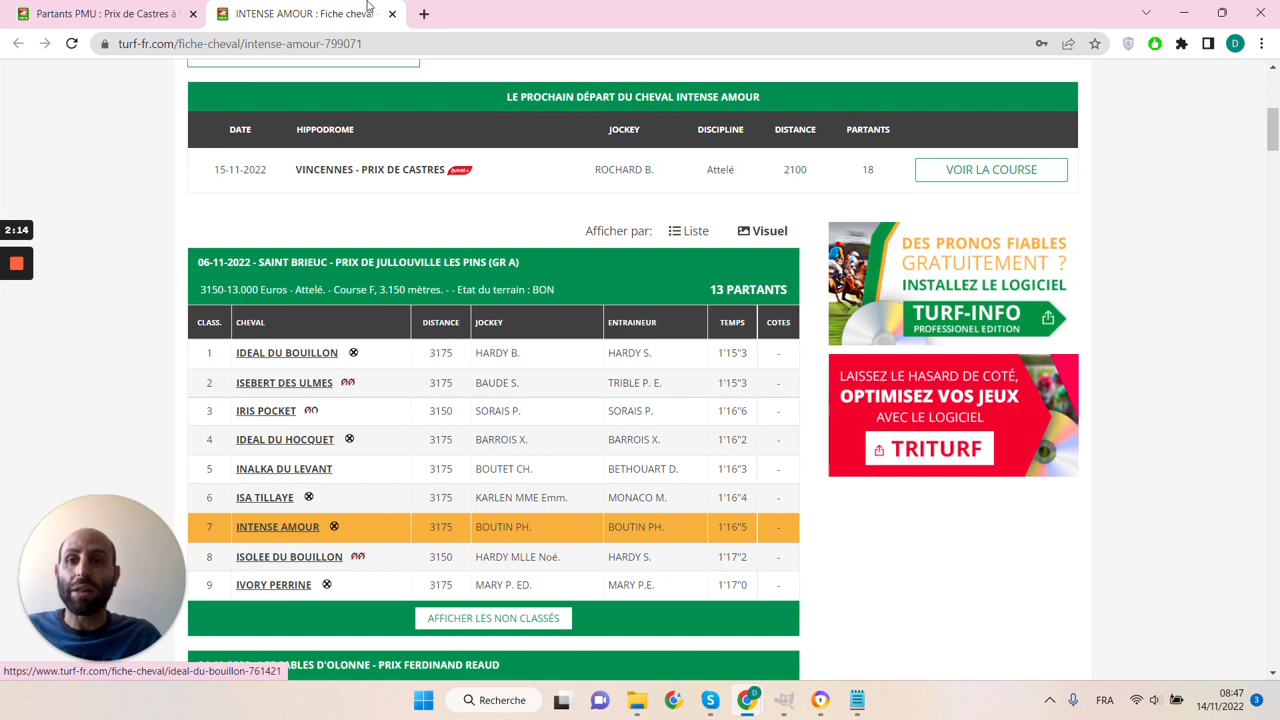 Partants PMU : Prix de Castres à
INTENSE AMOUR : Fiche cheval
turf-fr.com/fiche-cheval/intense-amour-799071
D
LE PROCHAIN DÉPART DU CHEVAL INTENSE AMOUR
DATE HIPPODROME JOCKEY DISCIPLINE DISTANCE PARTANTS
15-11-2022 VINCENNES - PRIX DE CASTRES Quinté+ ROCHARD B. Attelé 2100 18 VOIR LA COURSE
2:14
Afficher par: Liste Visuel
06-11-2022 - SAINT BRIEUC - PRIX DE JULLOUVILLE LES PINS (GR A)
3150-13.000 Euros - Attelé. - Course F, 3.150 mètres. - - Etat du terrain : BON 13 PARTANTS
CLASS. CHEVAL DISTANCE JOCKEY ENTRAINEUR TEMPS COTES
1 IDEAL DU BOUILLON 3175 HARDY B. HARDY S. 1'15"3 -
2 ISEBERT DES ULMES 3175 BAUDE S. TRIBLE P. E. 1'15"3 -
3 IRIS POCKET 3150 SORAIS P. SORAIS P. 1'16"6 -
4 IDEAL DU HOCQUET 3175 BARROIS X. BARROIS X. 1'16"2 -
5 INALKA DU LEVANT 3175 BOUTET CH. BETHOUART D. 1'16"3 -
6 ISA TILLAYE 3175 KARLEN MME Emm. MONACO M. 1'16"4 -
7 INTENSE AMOUR 3175 BOUTIN PH. BOUTIN PH. 1'16"5 -
8 ISOLEE DU BOUILLON 3150 HARDY MLLE Noé. HARDY S. 1'17"2 -
9 IVORY PERRINE 3175 MARY P. ED. MARY P.E. 1'17"0 -
AFFICHER LES NON CLASSÉS
ABLES D'OLONNE - PRIX FERDINAND REAUD
DES PRONOS FIABLES
GRATUITEMENT ?
INSTALLEZ LE LOGICIEL
TURF-INFO
PROFESSIONEL EDITION
LAISSEZ LE HASARD DE COTÉ,
OPTIMISEZ VOS JEUX
AVEC LE LOGICIEL
TRITURF
https://www.turf-fr.com/fiche-cheval/ideal-du-bouillon-761421
Recherche
D
FRA
08:47
14/11/2022
3